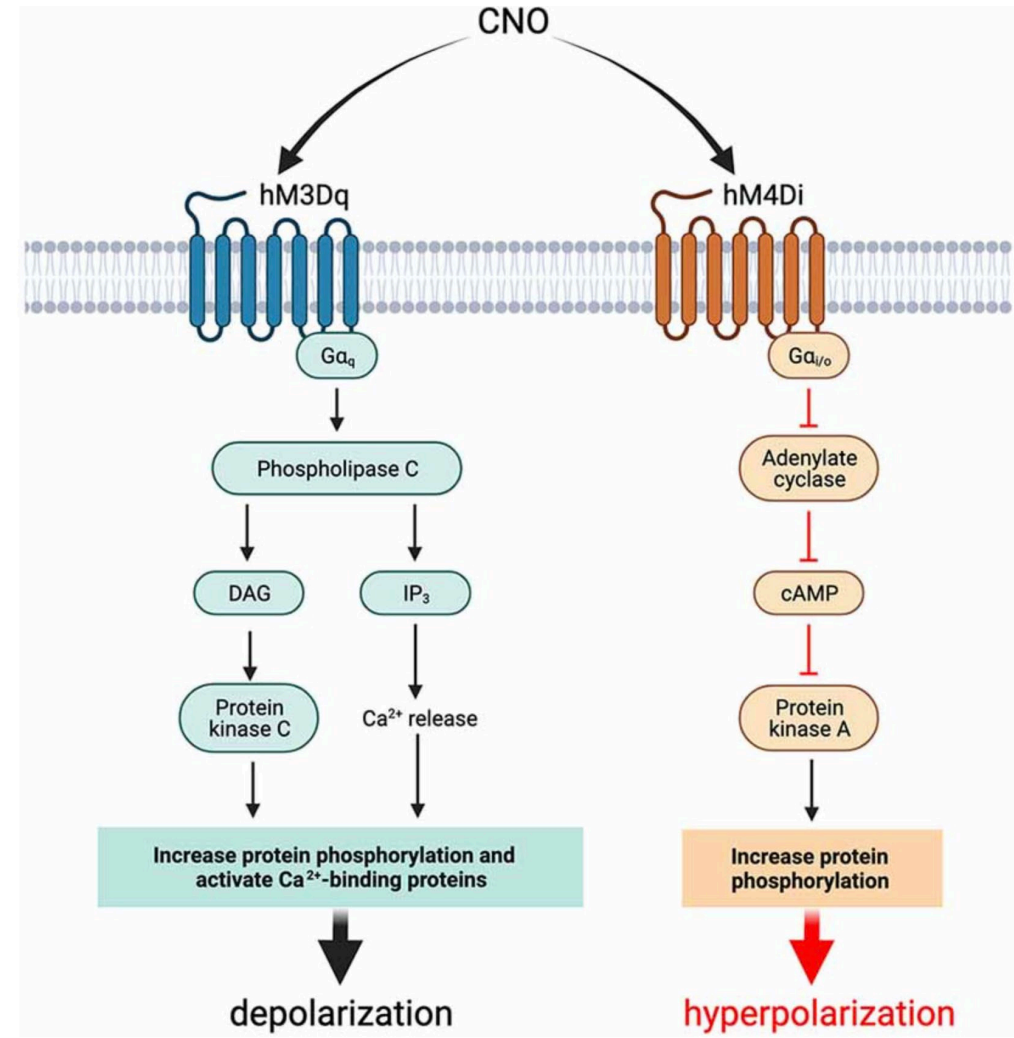 CNO
hM3Dq
hM4Di
Gαq
Gαi/o
Phospholipase C
Adenylate
cyclase
DAG
IP3
cAMP
Protein
kinase C
Ca2+ release
Protein
kinase A
Increase protein phosphorylation and
activate Ca2+-binding proteins
Increase protein
phosphorylation
depolarization
hyperpolarization